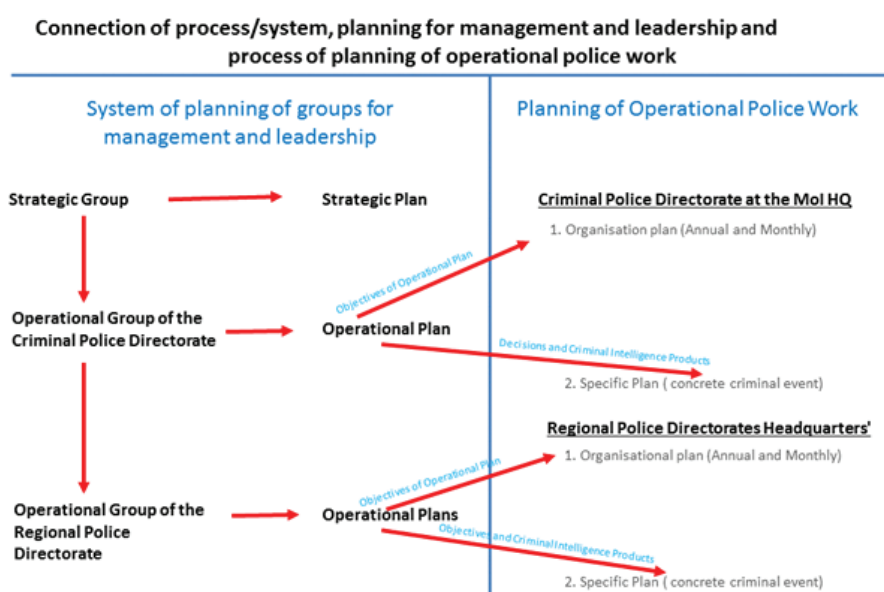 Connection of process/system, planning for management and leadership and
process of planning of operational police work
System of planning of groups for
management and leadership
Planning of Operational Police Work
Strategic Group
Strategic Plan
Criminal Police Directorate at the MoI HQ
1. Organisation plan (Annual and Monthly)
Objectives of Operational Plan
Operational Group of the
Criminal Police Directorate
Operational Plan
Decisions and Criminal Intelligence Products
2. Specific Plan ( concrete criminal event)
Regional Police Directorates Headquarters'
1. Organisational plan (Annual and Monthly)
Objectives of Operational Plan
Operational Group of the
Regional Police
Directorate
Operational Plans
Objectives and Criminal Intelligence Products
2. Specific Plan ( concrete criminal event)